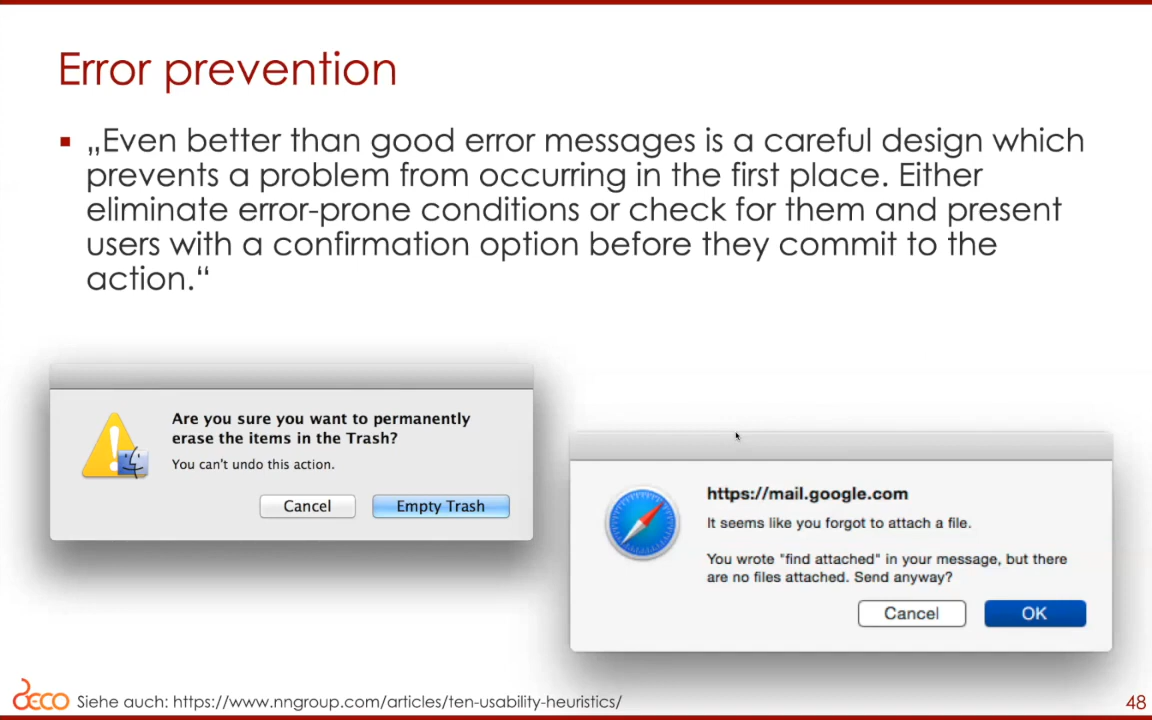 Error prevention
▪ „Even better than good error messages is a careful design which
prevents a problem from occurring in the first place. Either
eliminate error-prone conditions or check for them and present
users with a confirmation option before they commit to the
action.“
Are you sure you want to permanently
erase the items in the Trash?
You can't undo this action.
Cancel
Empty Trash
https://mail.google.com
It seems like you forgot to attach a file.
You wrote "find attached" in your message, but there
are no files attached. Send anyway?
Cancel
OK
DECO
Siehe auch: https://www.nngroup.com/articles/ten-usability-heuristics/
48